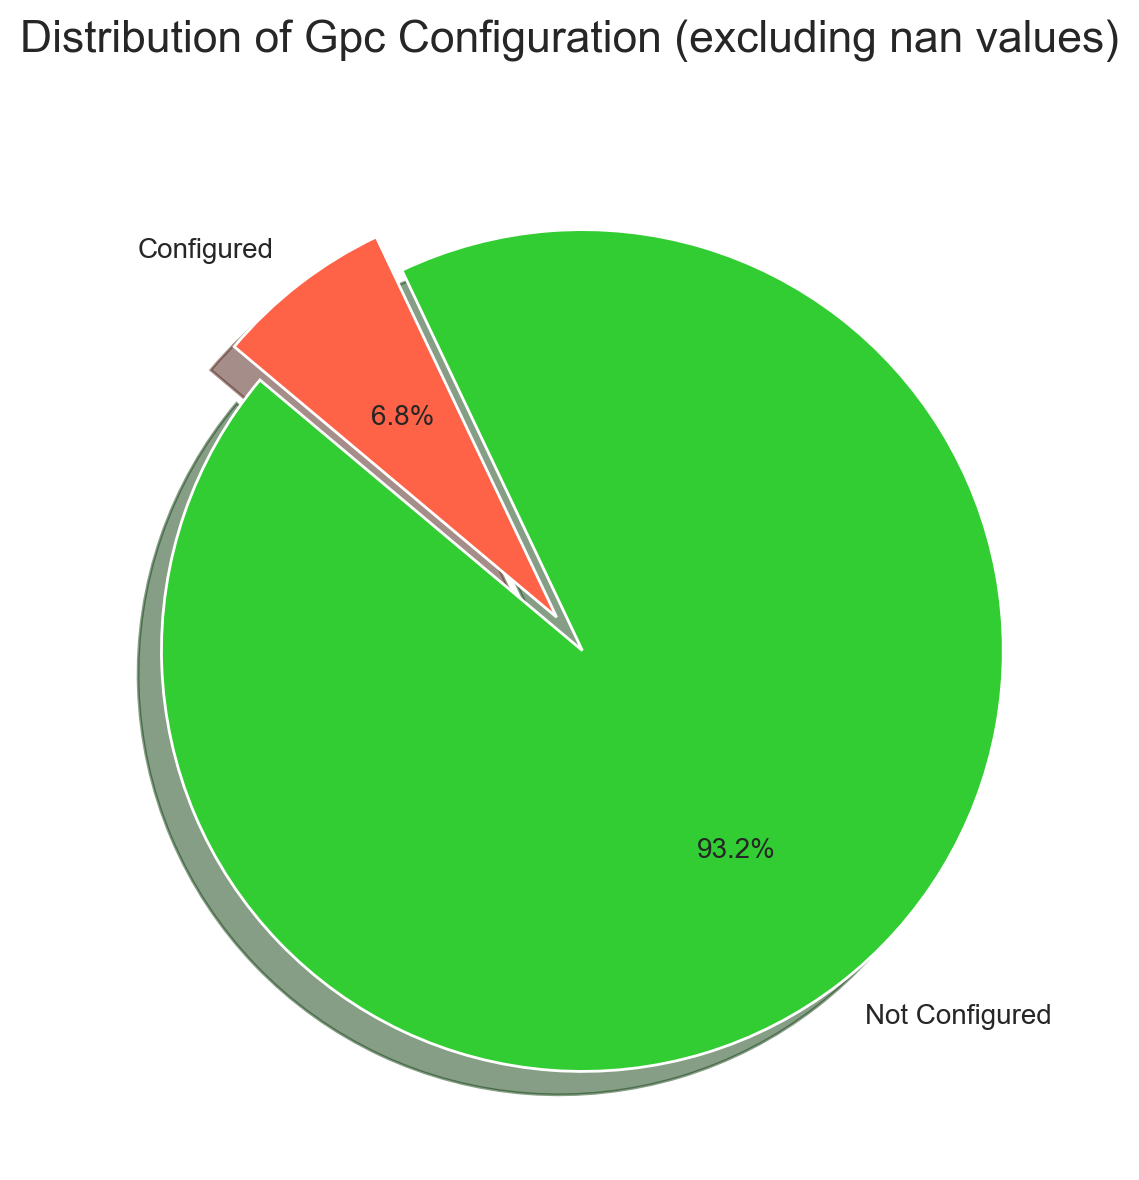 Distribution of Gpc Configuration (excluding nan values)
Configured
6.8%
93.2%
Not Configured